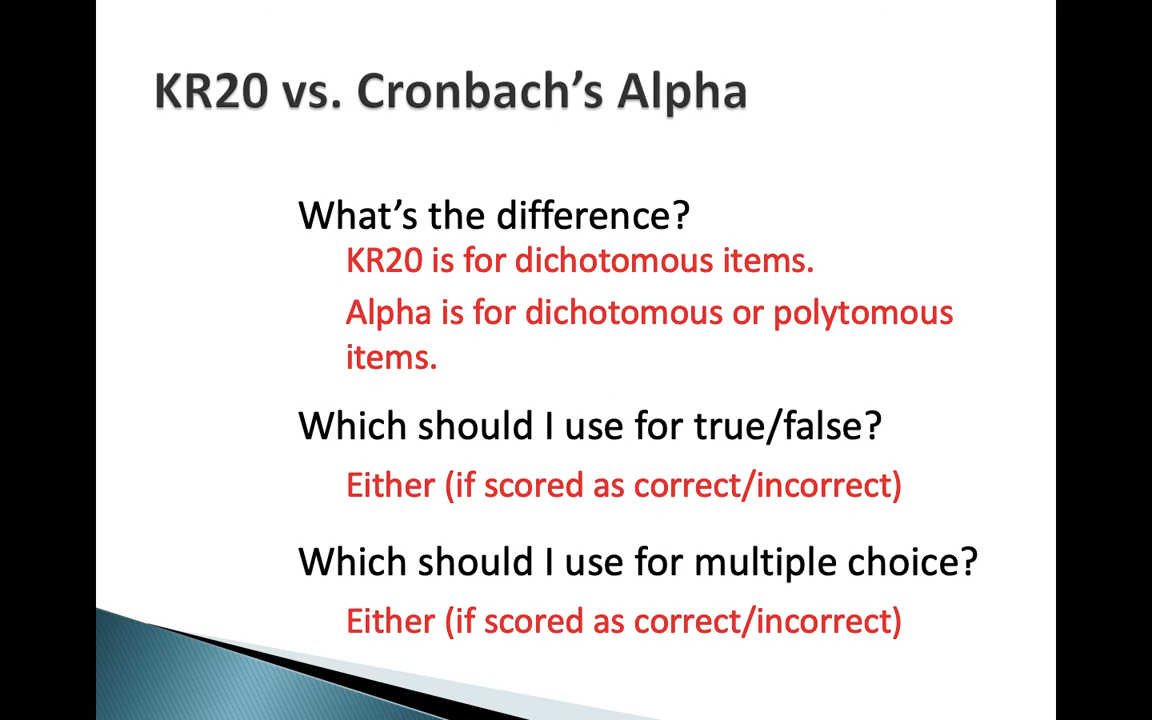 KR20 vs. Cronbach’s Alpha
What’s the difference?
KR20 is for dichotomous items.
Alpha is for dichotomous or polytomous
items.
Which should I use for true/false?
Either (if scored as correct/incorrect)
Which should I use for multiple choice?
Either (if scored as correct/incorrect)